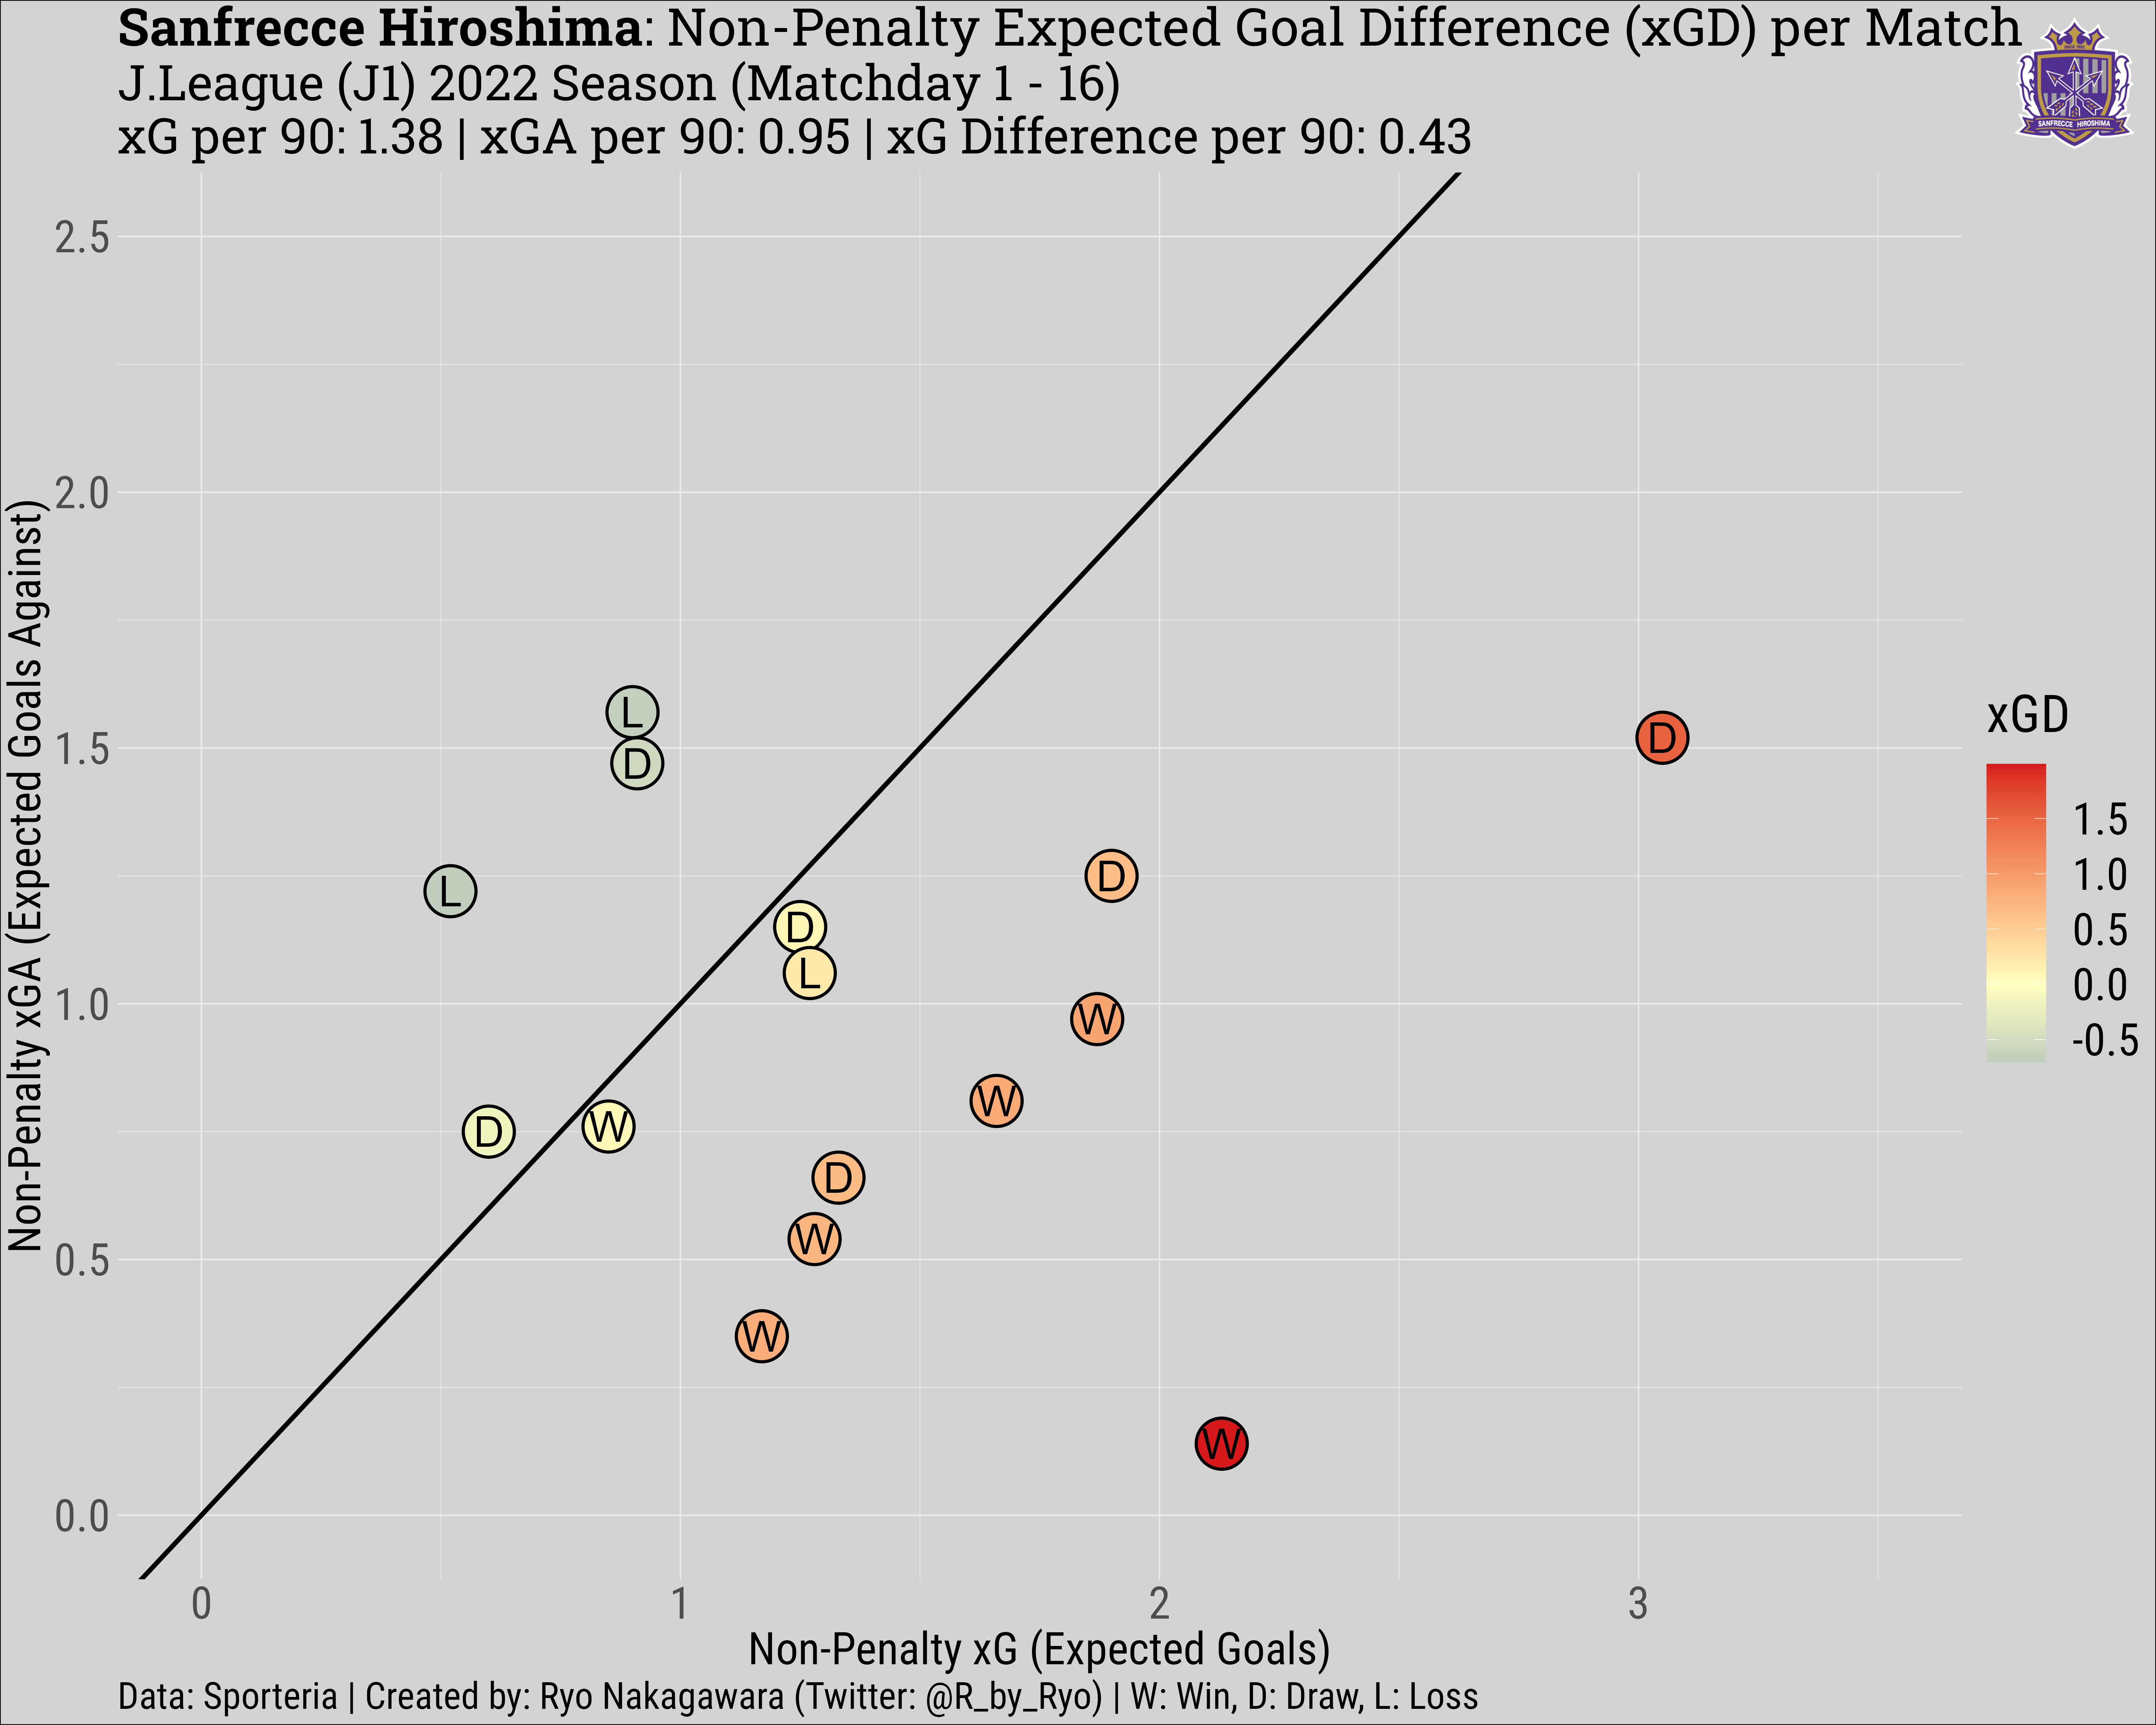 Sanfrecce Hiroshima: Non-Penalty Expected Goal Difference (xGD) per Match
J.League (J1) 2022 Season (Matchday 1 - 16)
xG per 90: 1.38 | xGA per 90: 0.95 | xG Difference per 90: 0.43
SINCE 1992
SANFRECCE HIROSHIMA
Non-Penalty xGA (Expected Goals Against)
2.5
2.0
1.5
1.0
0.5
0.0
L
D
D
L
D
D
L
W
W
D
W
D
W
W
W
xGD
1.5
1.0
0.5
0.0
-0.5
0
1
2
3
Non-Penalty xG (Expected Goals)
Data: Sporteria | Created by: Ryo Nakagawara (Twitter: @R_by_Ryo) | W: Win, D: Draw, L: Loss